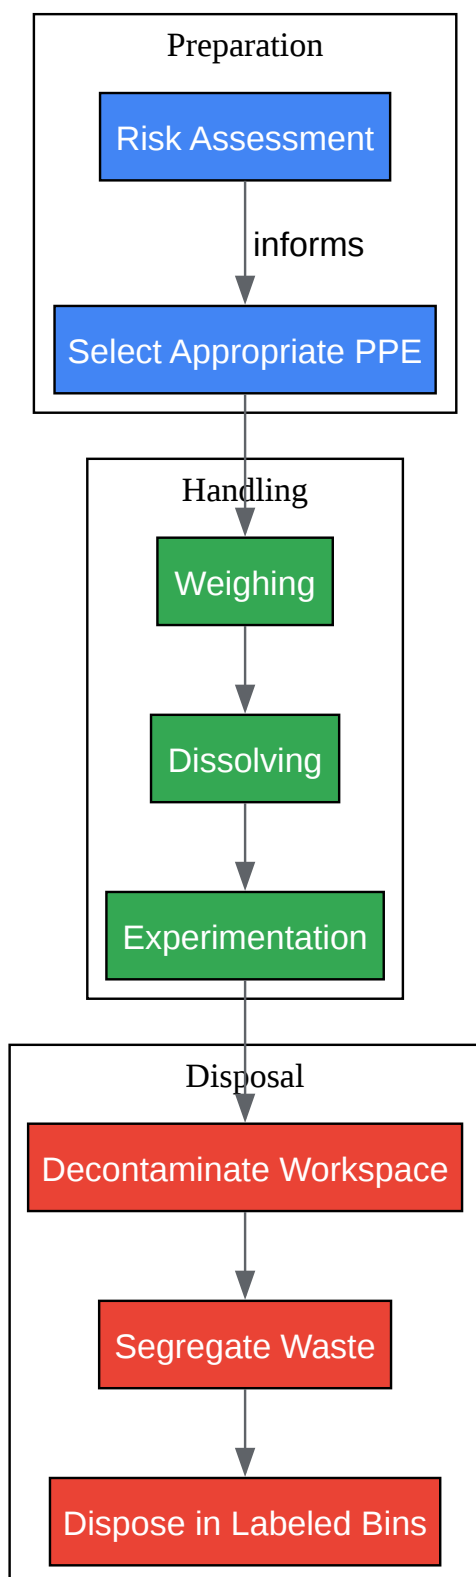 Preparation
Risk Assessment
informs
Select Appropriate PPE
Handling
Weighing
Dissolving
Experimentation
Disposal
Decontaminate Workspace
Segregate Waste
Dispose in Labeled Bins